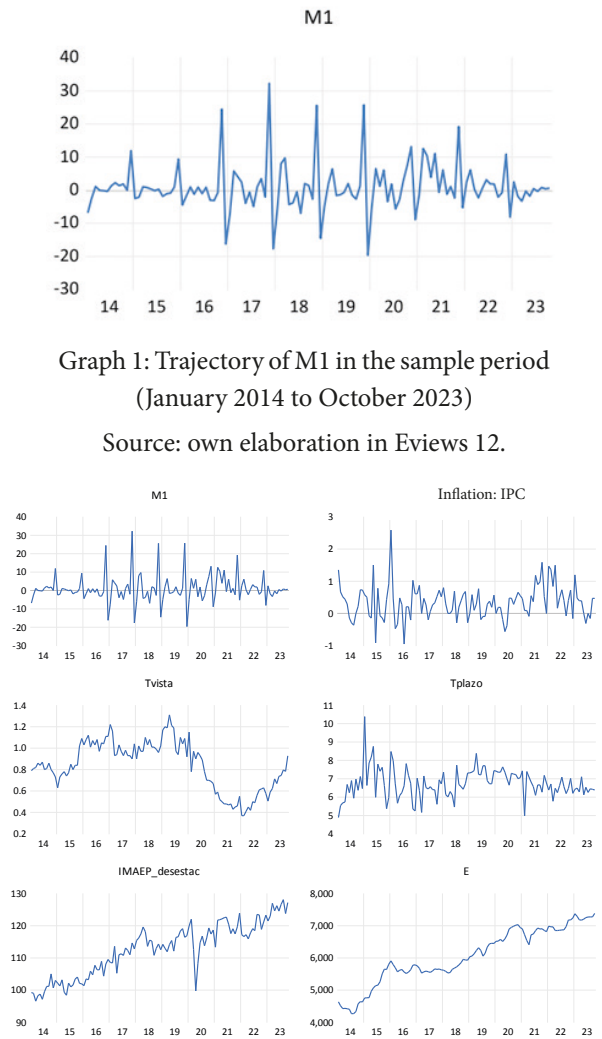 M1
40
30
20
10
0
-10
-20
-30
14 15 16 17 18 19 20 21 22 23
Graph 1: Trajectory of M1 in the sample period
(January 2014 to October 2023)
Source: own elaboration in Eviews 12.
M1
40
30
20
10
0
-10
-20
-30
14 15 16 17 18 19 20 21 22 23
Inflation: IPC
3
2
1
0
-1
14 15 16 17 18 19 20 21 22 23
Tvista
1.4
1.2
1.0
0.8
0.6
0.4
0.2
14 15 16 17 18 19 20 21 22 23
Tplazo
11
10
9
8
7
6
5
4
14 15 16 17 18 19 20 21 22 23
IMAEP_desestac
130
120
110
100
90
14 15 16 17 18 19 20 21 22 23
E
8,000
7,000
6,000
5,000
4,000
14 15 16 17 18 19 20 21 22 23